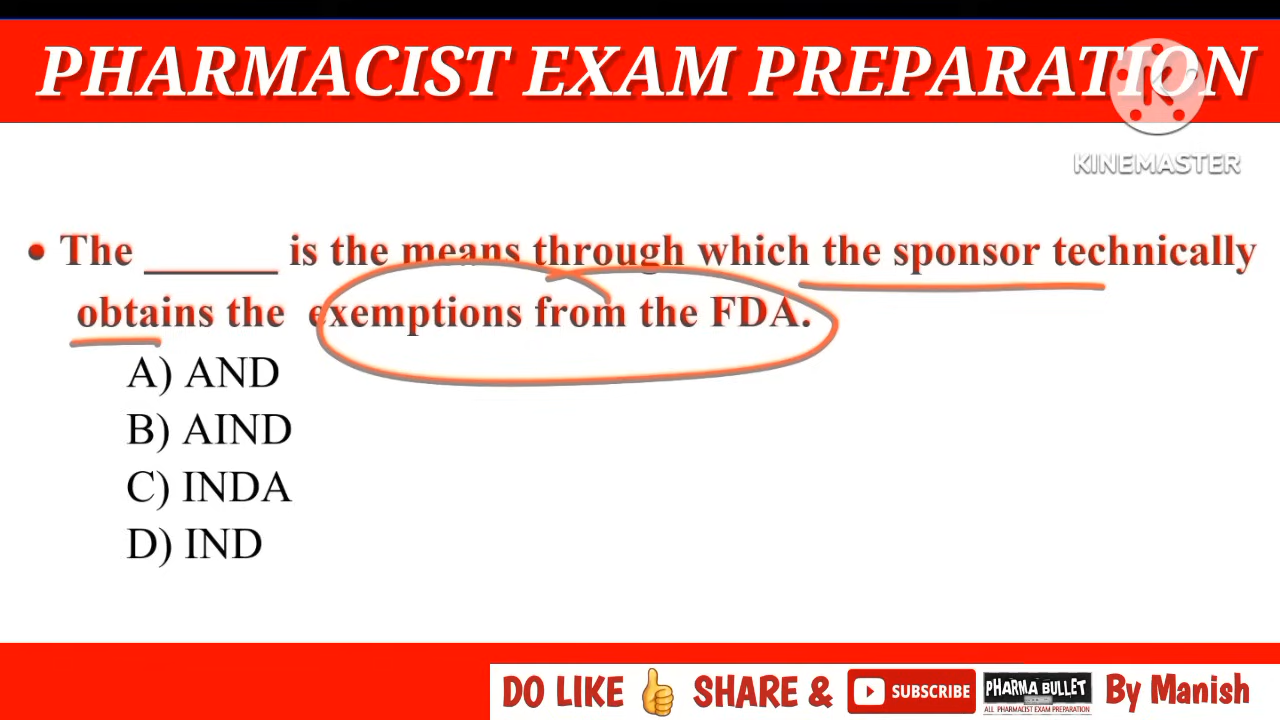 PHARMACIST EXAM PREPARATION
KINEMASTER
• The ______ is the means through which the sponsor technically
obtains the exemptions from the FDA.
A) AND
B) AIND
C) INDA
D) IND
DO LIKE 👍 SHARE & SUBSCRIBE PHARMA BULLET By Manish
ALL PHARMACIST EXAM PREPARATION